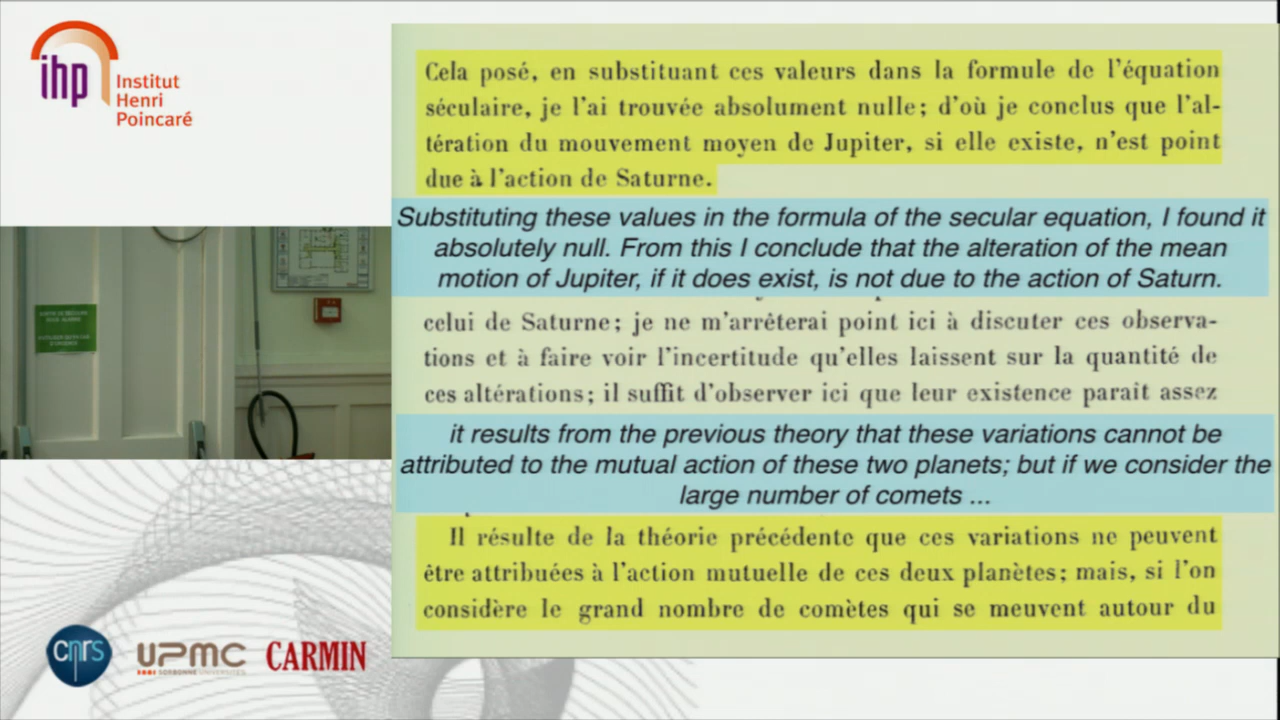 ihp Institut
Henri
Poincaré
Cela posé, en substituant ces valeurs dans la formule de l'équation
séculaire, je l'ai trouvée absolument nulle; d'où je conclus que l'al-
tération du mouvement moyen de Jupiter, si elle existe, n'est point
due à l'action de Saturne.
Substituting these values in the formula of the secular equation, I found it
absolutely null. From this I conclude that the alteration of the mean
motion of Jupiter, if it does exist, is not due to the action of Saturn.
celui de Saturne; je ne m'arrêterai point ici à discuter ces observa-
tions et à faire voir l'incertitude qu'elles laissent sur la quantité de
ces altérations; il suffit d'observer ici que leur existence paraît assez
it results from the previous theory that these variations cannot be
attributed to the mutual action of these two planets; but if we consider the
large number of comets ...
Il résulte de la théorie précédente que ces variations ne peuvent
être attribuées à l'action mutuelle de ces deux planètes; mais, si l'on
considère le grand nombre de comètes qui se meuvent autour du
cnrs UPMC CARMIN
SORBONNE UNIVERSITÉS